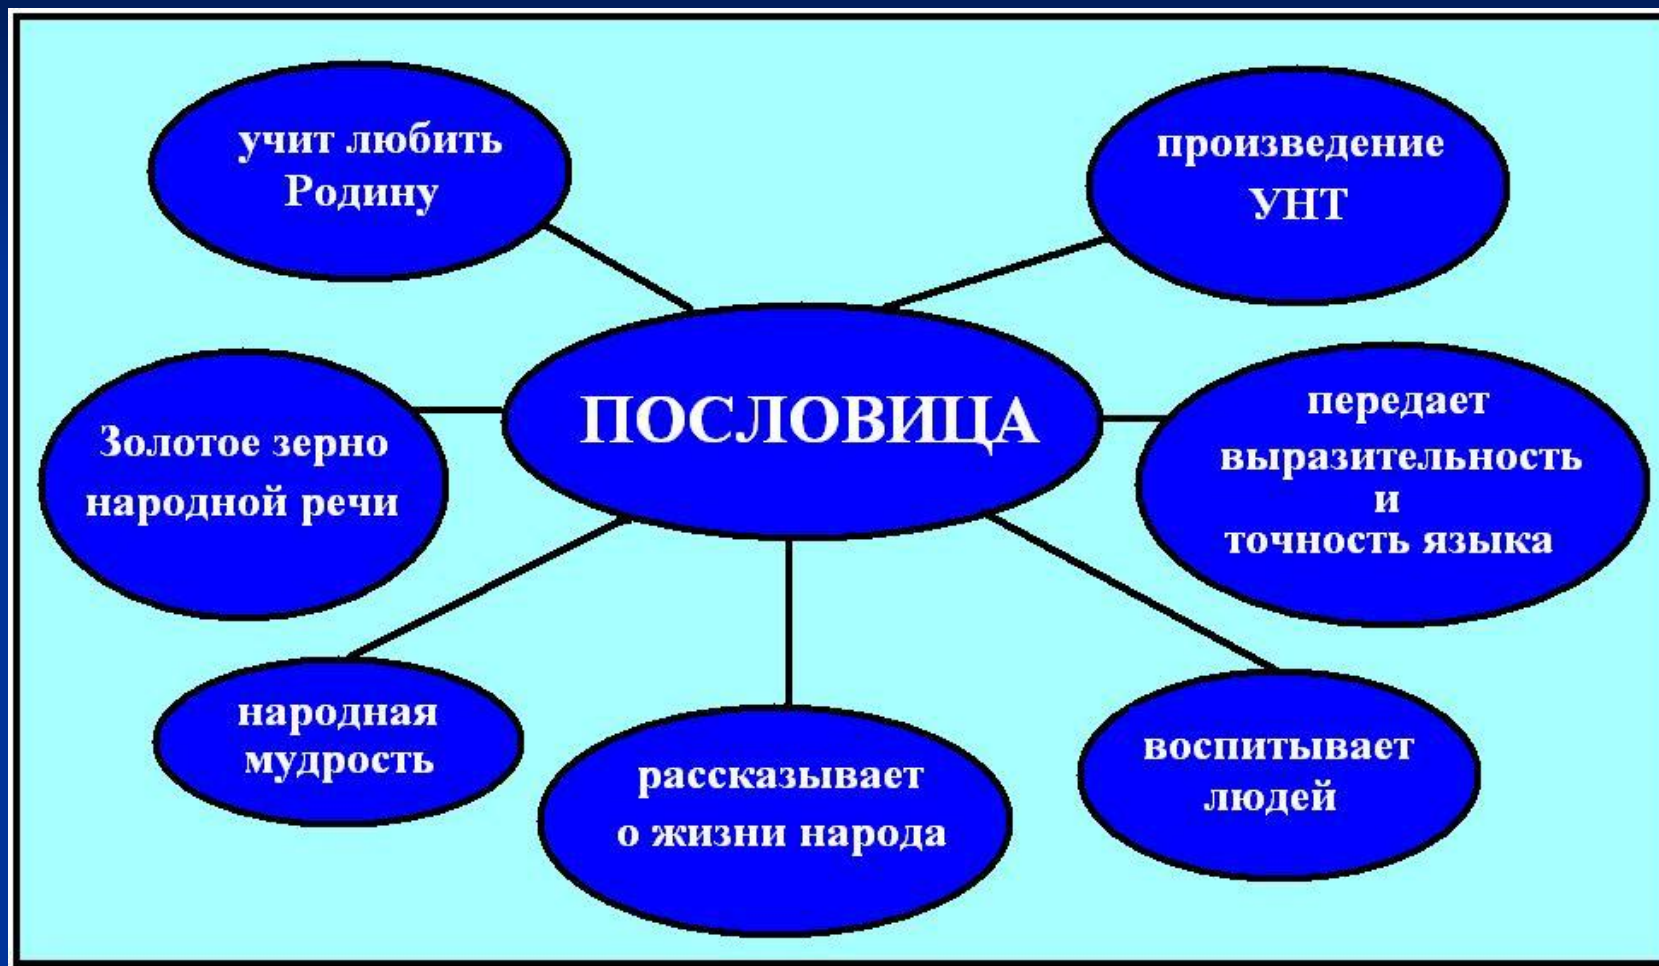 учит любить
Родину
произведение
УНТ
ПОСЛОВИЦА
Золотое зерно
народной речи
передает
выразительность
и
точность языка
народная
мудрость
рассказывает
о жизни народа
воспитывает
людей